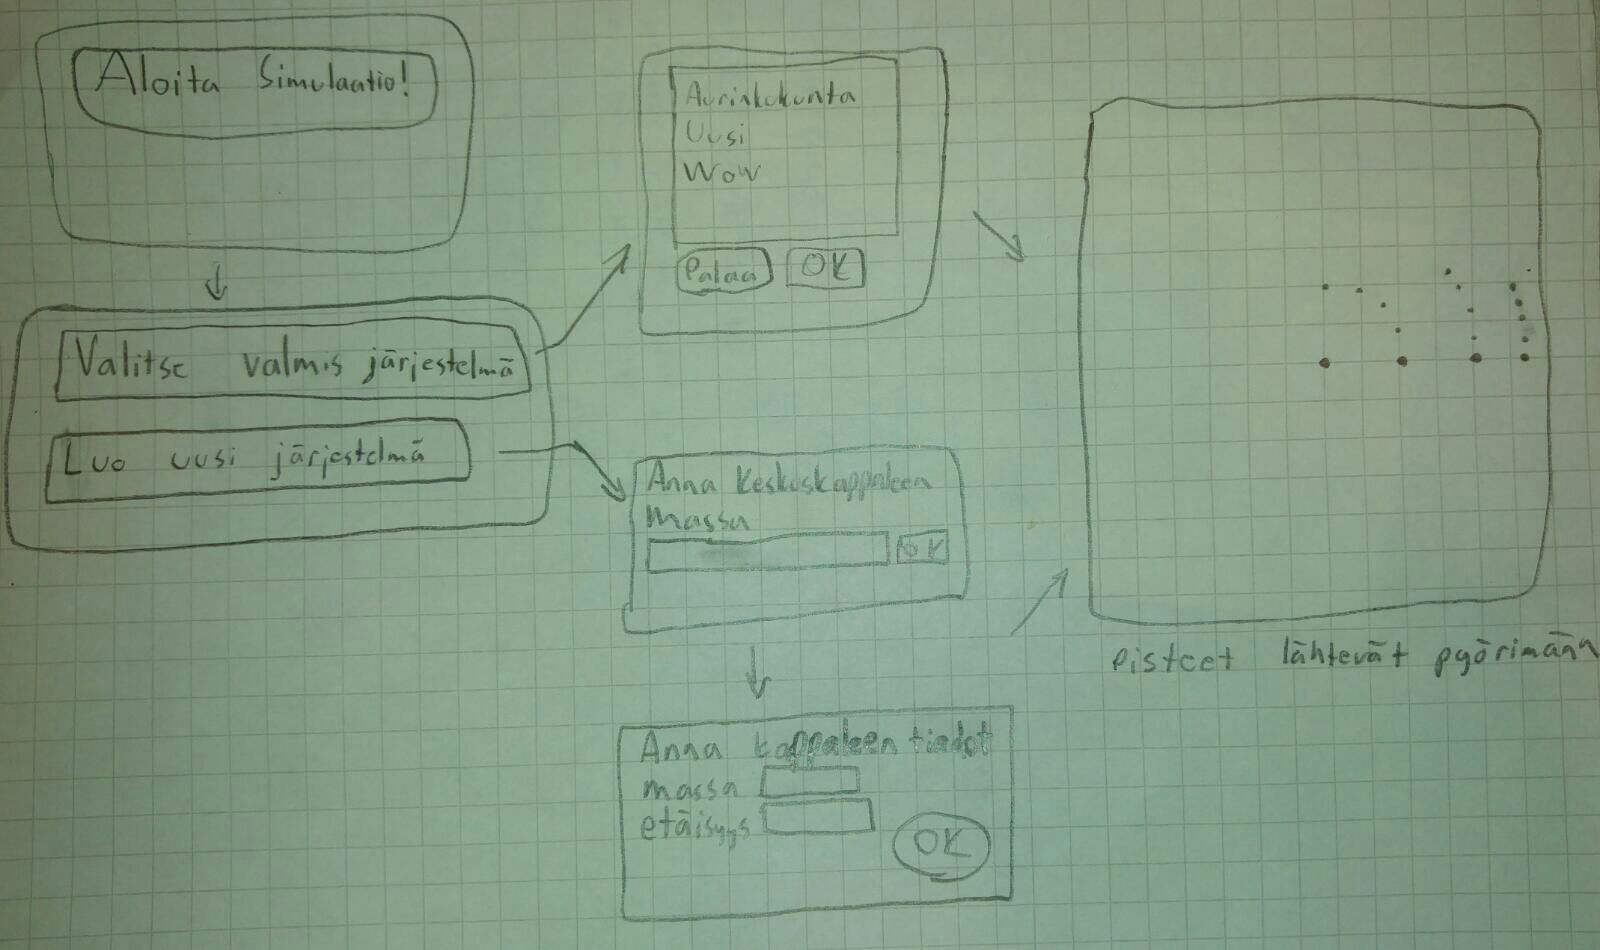 Aloita Simulaatio!
Valitse valmis järjestelmä
Luo uusi järjestelmä
Aurinkokunta
Uusi
Wow
Palaa OK
Anna Keskuskappaleen
Massa
OK
Anna kappaleen tiedot
massa
etäisyys
OK
Pisteet lähtevät pyörimään